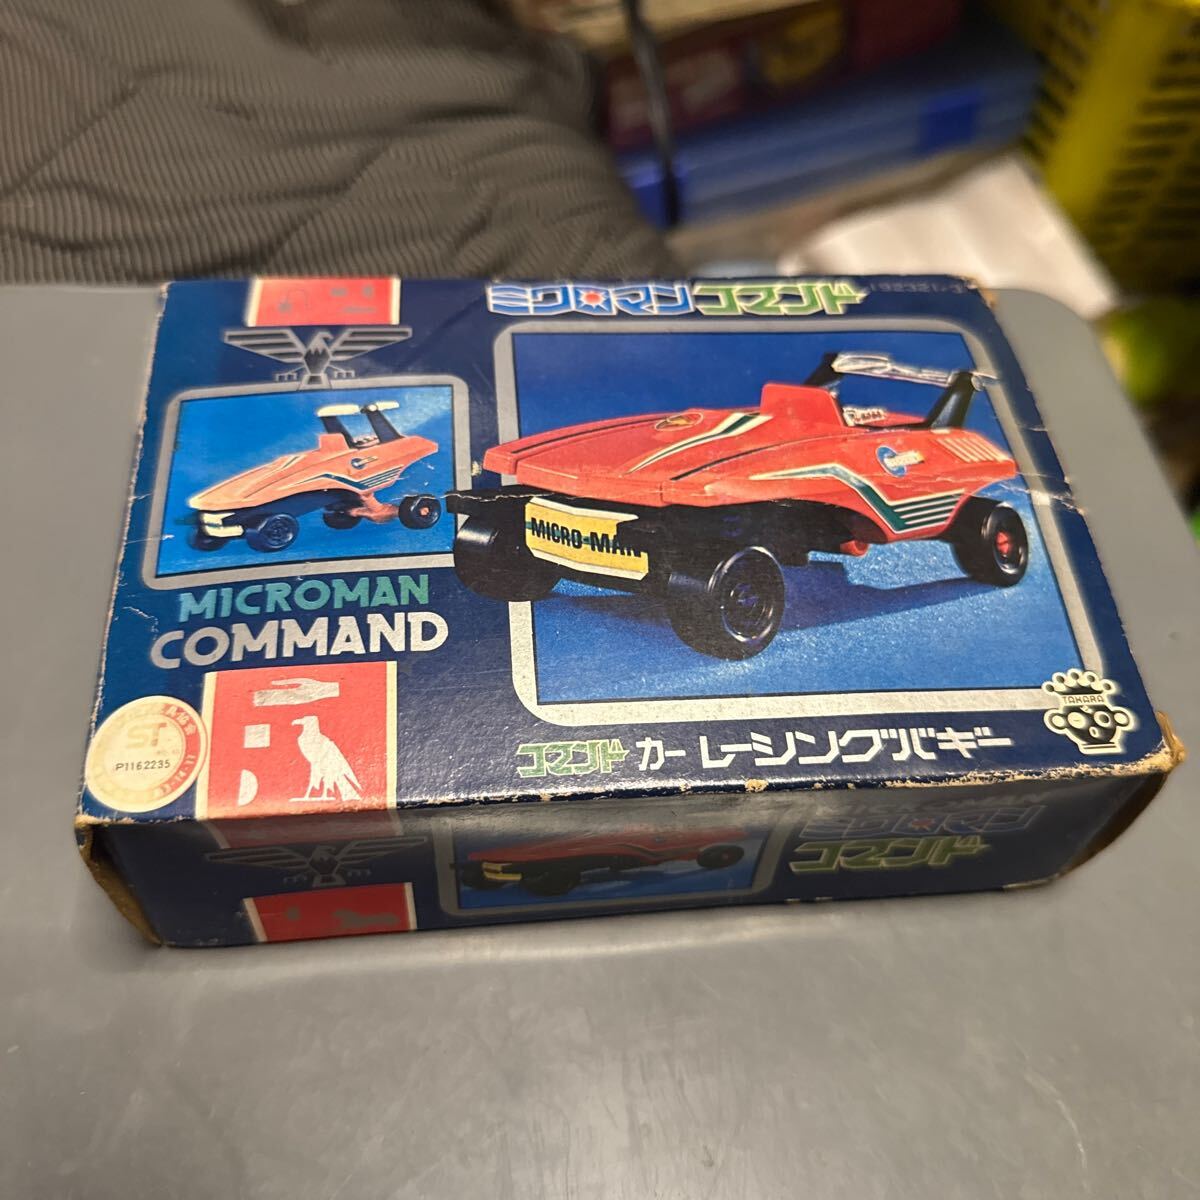 ミクロマンコマンド
192321-3
MICRO-MAN
MICROMAN
COMMAND
ST
P1162235
TAKARA
コマンド カー レーシングバギー
ミクロマン
コマンド